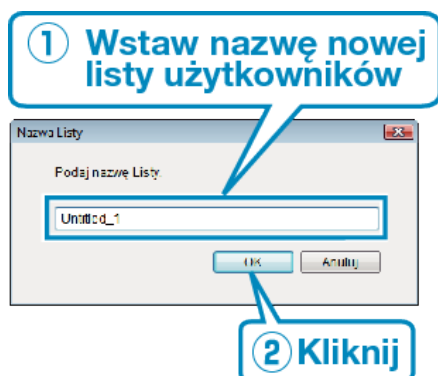 ① Wstaw nazwę nowej
listy użytkowników
Nazwa Listy
Podaj nazwę Listy.
Untitled_1
OK Anuluj
② Kliknij